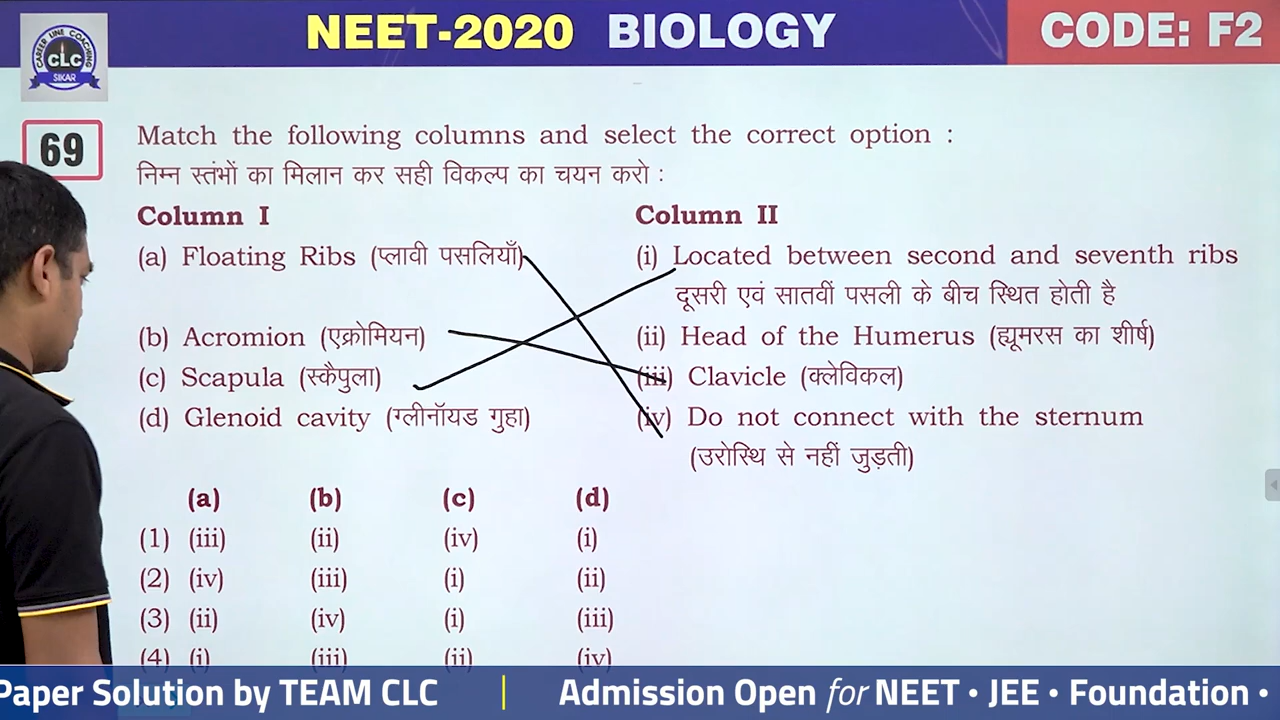 NEET-2020 BIOLOGY
CODE: F2
CAREER LINE COACHING
CLC
SIKAR
69
Match the following columns and select the correct option :
निम्न स्तंभों का मिलान कर सही विकल्प का चयन करो :
Column I Column II
(a) Floating Ribs (प्लावी पसलियाँ) (i) Located between second and seventh ribs
दूसरी एवं सातवीं पसली के बीच स्थित होती है
(b) Acromion (एक्रोमियन) (ii) Head of the Humerus (ह्यूमरस का शीर्ष)
(c) Scapula (स्कैपुला) (iii) Clavicle (क्लेविकल)
(d) Glenoid cavity (ग्लीनॉयड गुहा) (iv) Do not connect with the sternum
(उरोस्थि से नहीं जुड़ती)
(a) (b) (c) (d)
(1) (iii) (ii) (iv) (i)
(2) (iv) (iii) (i) (ii)
(3) (ii) (iv) (i) (iii)
(4) (i) (iii) (ii) (iv)
Paper Solution by TEAM CLC | Admission Open for NEET • JEE • Foundation •